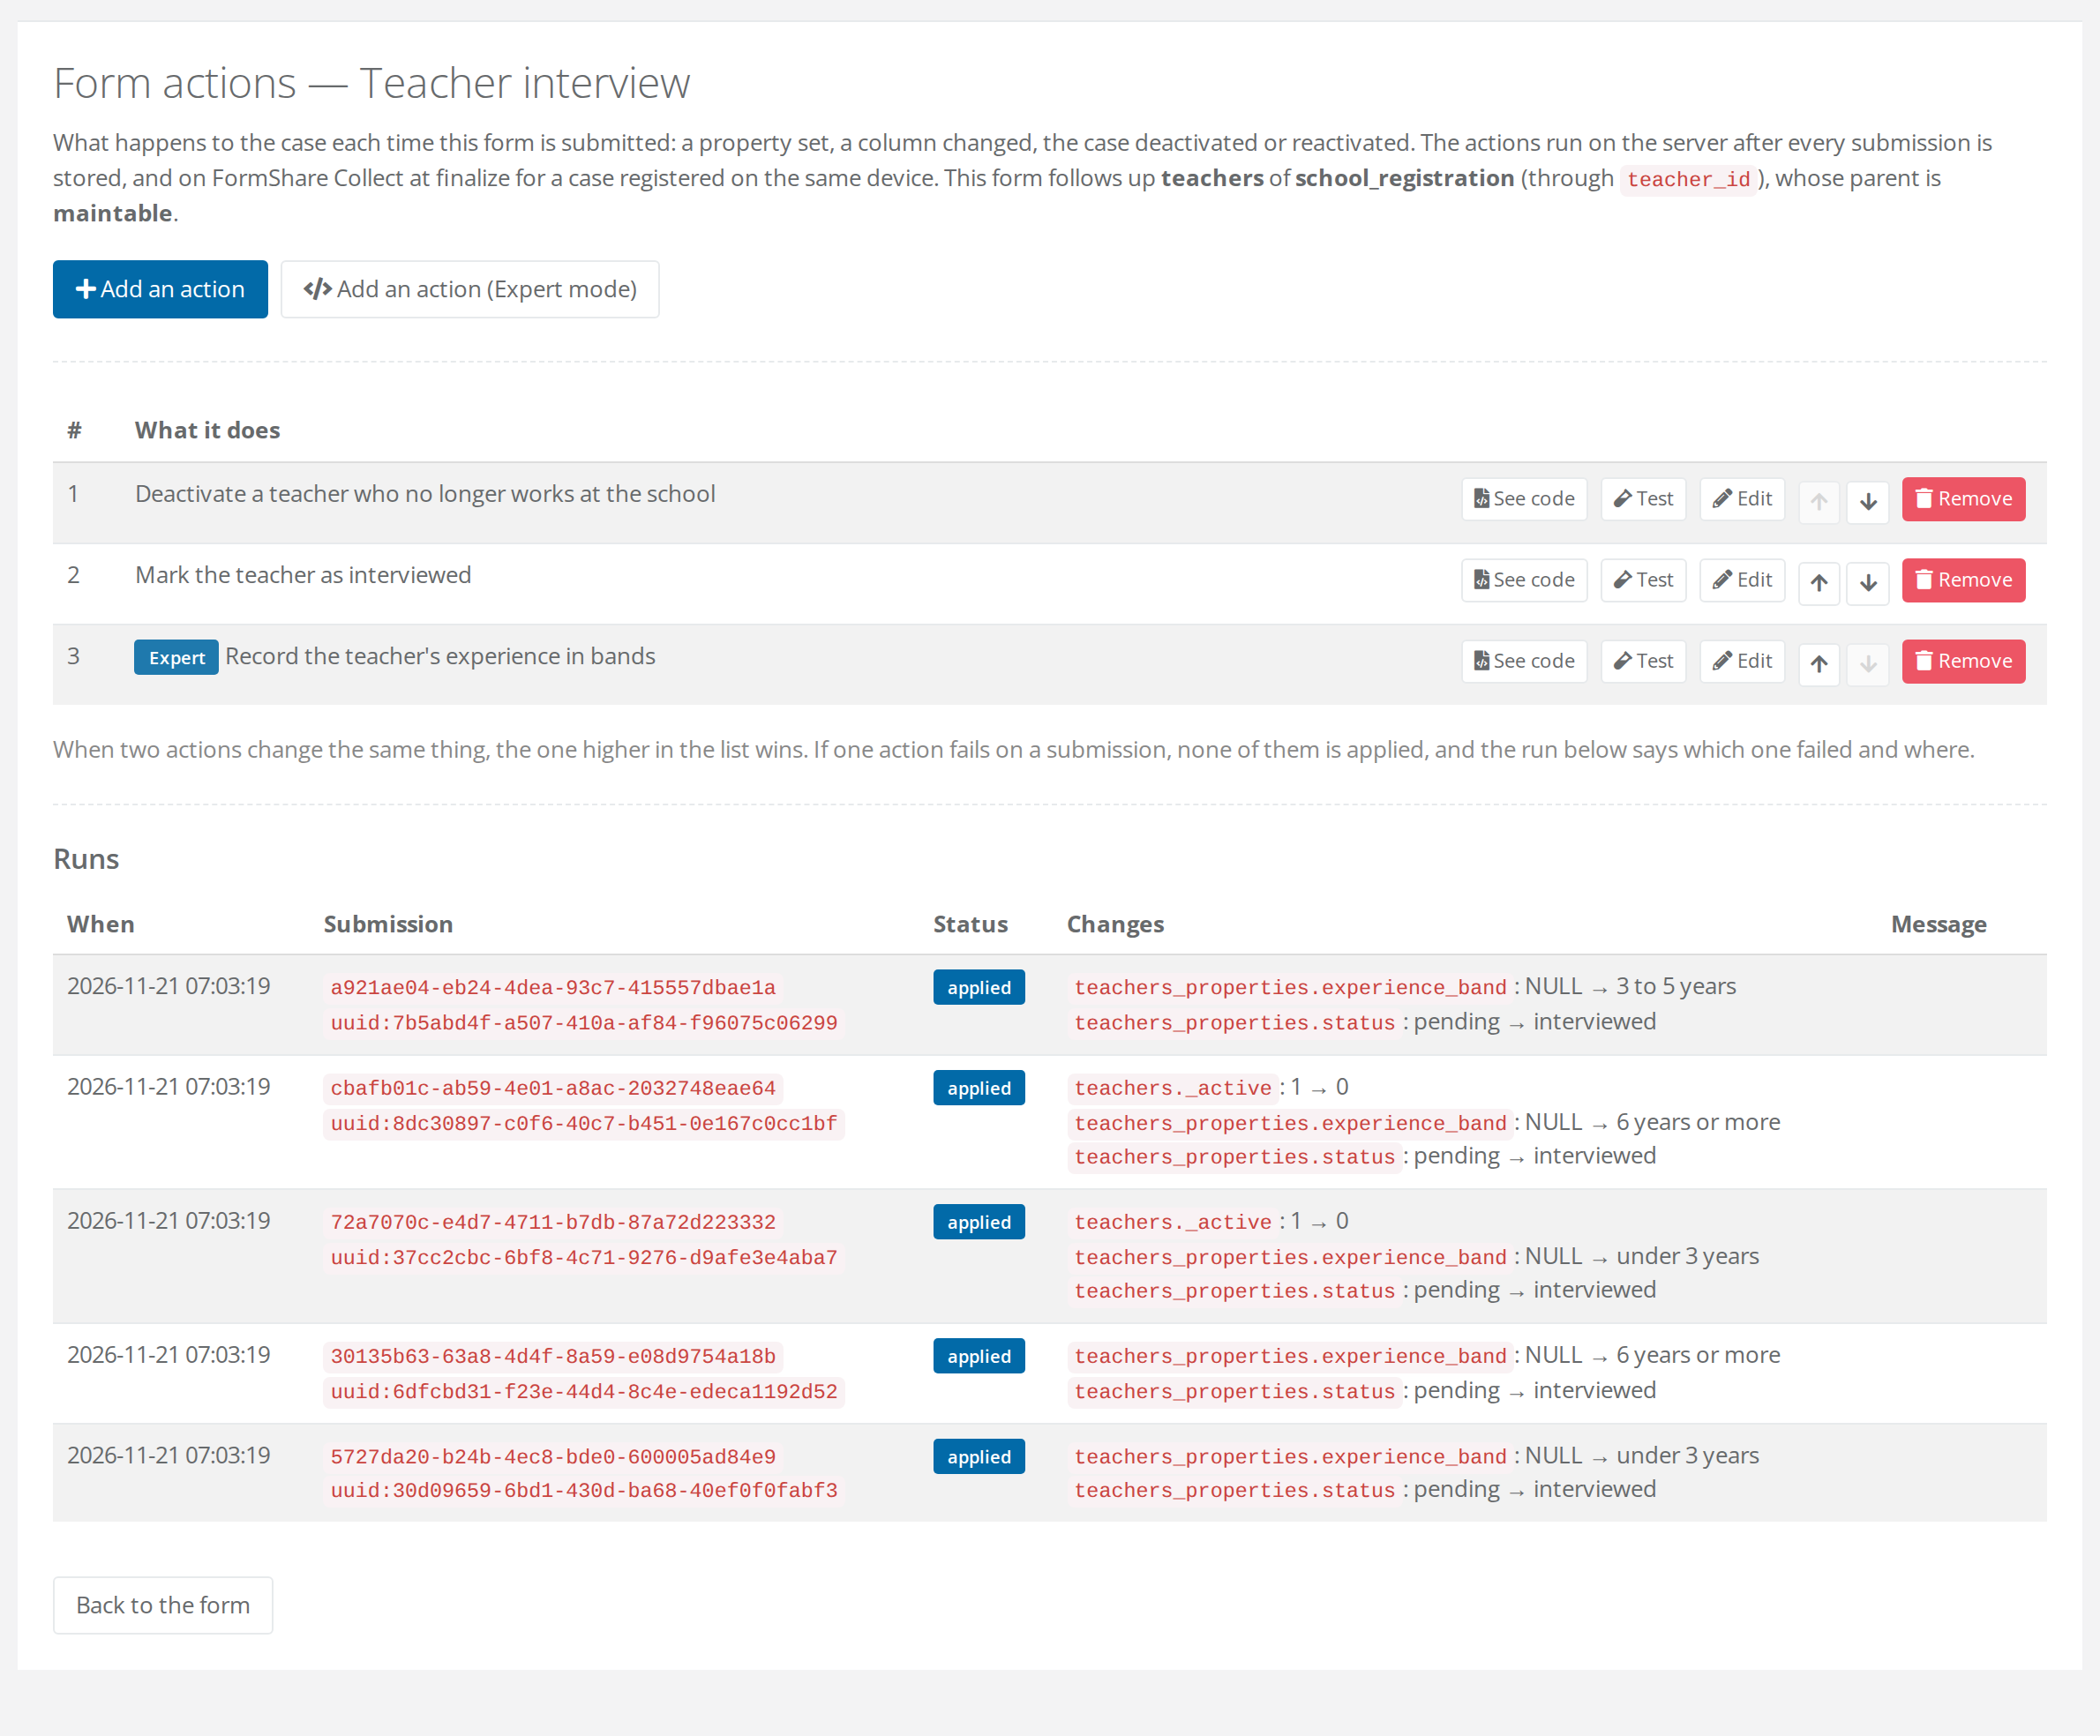 Form actions — Teacher interview
What happens to the case each time this form is submitted: a property set, a column changed, the case deactivated or reactivated. The actions run on the server after every submission is
stored, and on FormShare Collect at finalize for a case registered on the same device. This form follows up teachers of school_registration (through teacher_id), whose parent is
maintable.
Add an action Add an action (Expert mode)
# What it does
1 Deactivate a teacher who no longer works at the school See code Test Edit Remove
2 Mark the teacher as interviewed See code Test Edit Remove
3 Expert Record the teacher's experience in bands See code Test Edit Remove
When two actions change the same thing, the one higher in the list wins. If one action fails on a submission, none of them is applied, and the run below says which one failed and where.
Runs
When Submission Status Changes Message
2026-11-21 07:03:19 a921ae04-eb24-4dea-93c7-415557dbae1a applied teachers_properties.experience_band : NULL → 3 to 5 years
uuid:7b5abd4f-a507-410a-af84-f96075c06299 teachers_properties.status : pending → interviewed
2026-11-21 07:03:19 cbafb01c-ab59-4e01-a8ac-2032748eae64 applied teachers._active : 1 → 0
uuid:8dc30897-c0f6-40c7-b451-0e167c0cc1bf teachers_properties.experience_band : NULL → 6 years or more
teachers_properties.status : pending → interviewed
2026-11-21 07:03:19 72a7070c-e4d7-4711-b7db-87a72d223332 applied teachers._active : 1 → 0
uuid:37cc2cbc-6bf8-4c71-9276-d9afe3e4aba7 teachers_properties.experience_band : NULL → under 3 years
teachers_properties.status : pending → interviewed
2026-11-21 07:03:19 30135b63-63a8-4d4f-8a59-e08d9754a18b applied teachers_properties.experience_band : NULL → 6 years or more
uuid:6dfcbd31-f23e-44d4-8c4e-edeca1192d52 teachers_properties.status : pending → interviewed
2026-11-21 07:03:19 5727da20-b24b-4ec8-bde0-600005ad84e9 applied teachers_properties.experience_band : NULL → under 3 years
uuid:30d09659-6bd1-430d-ba68-40ef0f0fabf3 teachers_properties.status : pending → interviewed
Back to the form